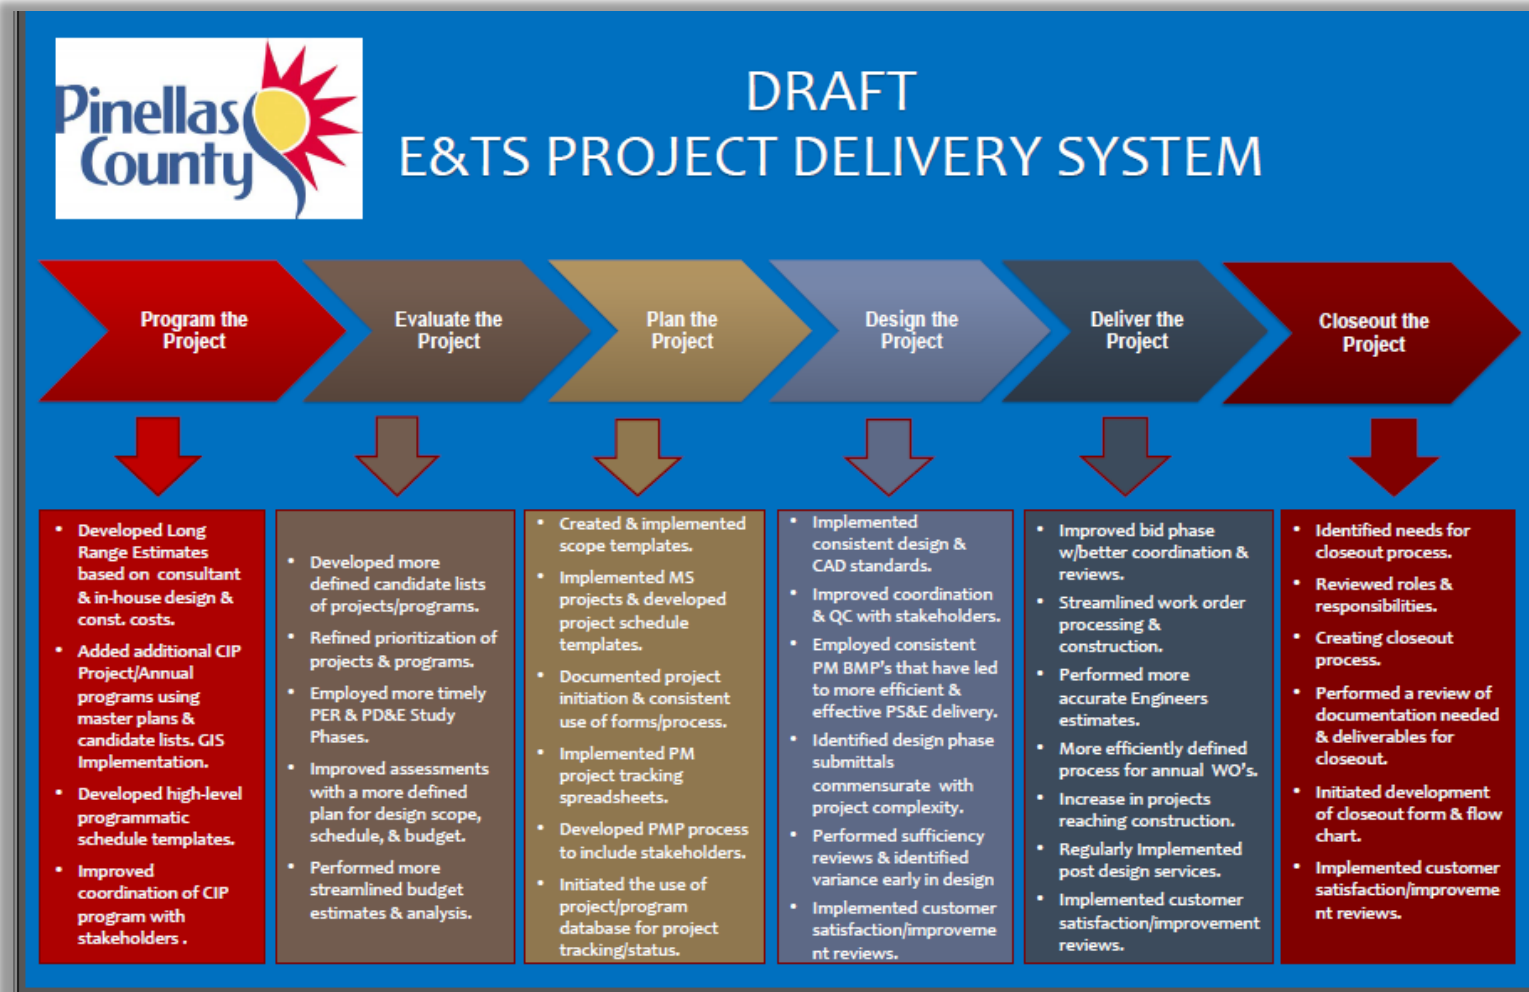 Pinellas
County
DRAFT
E&TS PROJECT DELIVERY SYSTEM
Program the
Project
Evaluate the
Project
Plan the
Project
Design the
Project
Deliver the
Project
Closeout the
Project
• Developed Long
Range Estimates
based on consultant
& in-house design &
const. costs.
• Added additional CIP
Project/Annual
programs using
master plans &
candidate lists. GIS
Implementation.
• Developed high-level
programmatic
schedule templates.
• Improved
coordination of CIP
program with
stakeholders .
• Developed more
defined candidate lists
of projects/programs.
• Refined prioritization of
projects & programs.
• Employed more timely
PER & PD&E Study
Phases.
• Improved assessments
with a more defined
plan for design scope,
schedule, & budget.
• Performed more
streamlined budget
estimates & analysis.
• Created & implemented
scope templates.
• Implemented MS
projects & developed
project schedule
templates.
• Documented project
initiation & consistent
use of forms/process.
• Implemented PM
project tracking
spreadsheets.
• Developed PMP process
to include stakeholders.
• Initiated the use of
project/program
database for project
tracking/status.
• Implemented
consistent design &
CAD standards.
• Improved coordination
& QC with stakeholders.
• Employed consistent
PM BMP's that have led
to more efficient &
effective PS&E delivery.
• Identified design phase
submittals
commensurate with
project complexity.
• Performed sufficiency
reviews & identified
variance early in design
• Implemented customer
satisfaction/improveme
nt reviews.
• Improved bid phase
w/better coordination &
reviews.
• Streamlined work order
processing &
construction.
• Performed more
accurate Engineers
estimates.
• More efficiently defined
process for annual WO's.
• Increase in projects
reaching construction.
• Regularly Implemented
post design services.
• Implemented customer
satisfaction/improvement
reviews.
• Identified needs for
closeout process.
• Reviewed roles &
responsibilities.
• Creating closeout
process.
• Performed a review of
documentation needed
& deliverables for
closeout.
• Initiated development
of closeout form & flow
chart.
• Implemented customer
satisfaction/improveme
nt reviews.